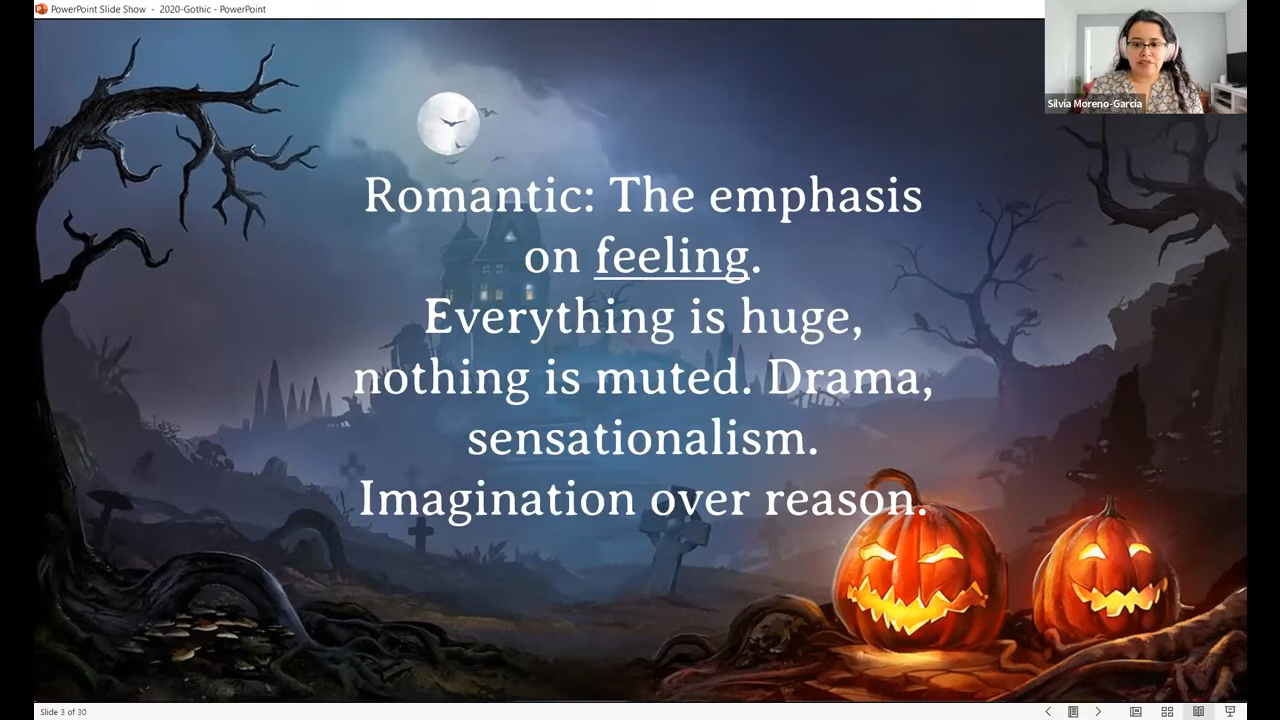 PowerPoint Slide Show - 2020-Gothic - PowerPoint
Silvia Moreno-Garcia
Romantic: The emphasis
on feeling.
Everything is huge,
nothing is muted. Drama,
sensationalism.
Imagination over reason.
Slide 3 of 30